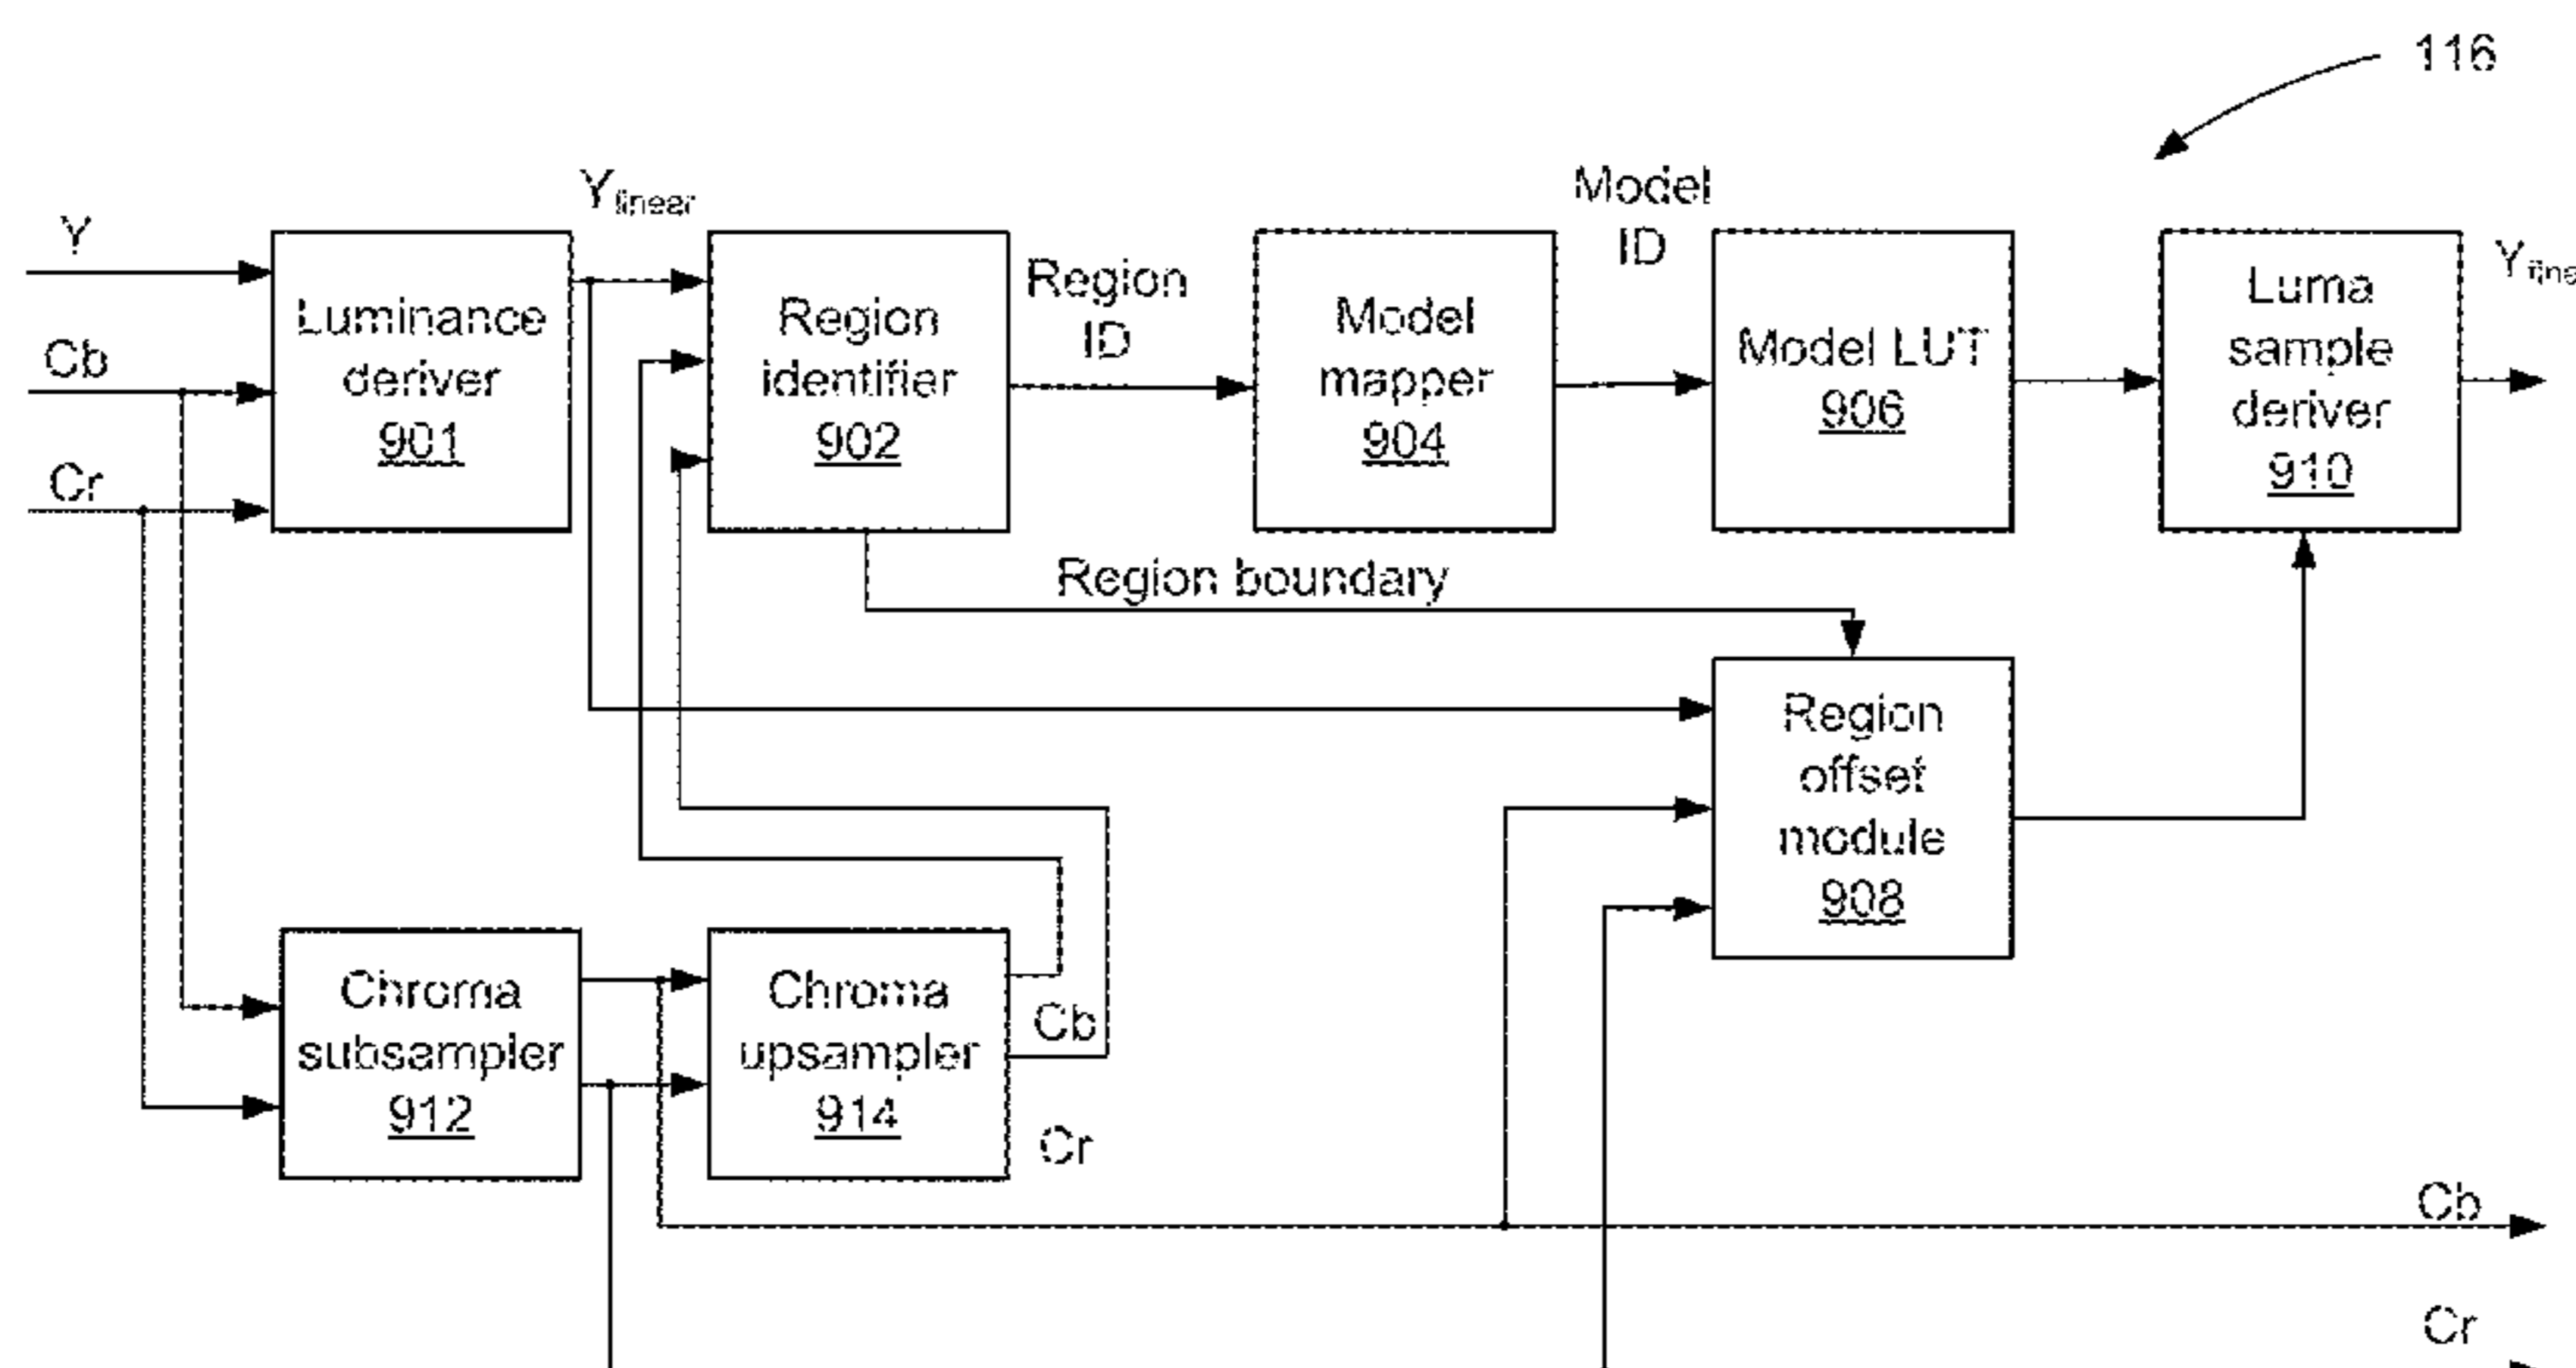 116
Y
Cb
Cr
Luminance
deriver
901
Ylinear
Region
identifier
902
Region
ID
Model
mapper
904
Model
ID
Model LUT
906
Luma
sample
deriver
910
Region boundary
Region
offset
module
908
Chroma
subsampler
912
Chroma
upsampler
914
Cb
Cr
Cb
Cr